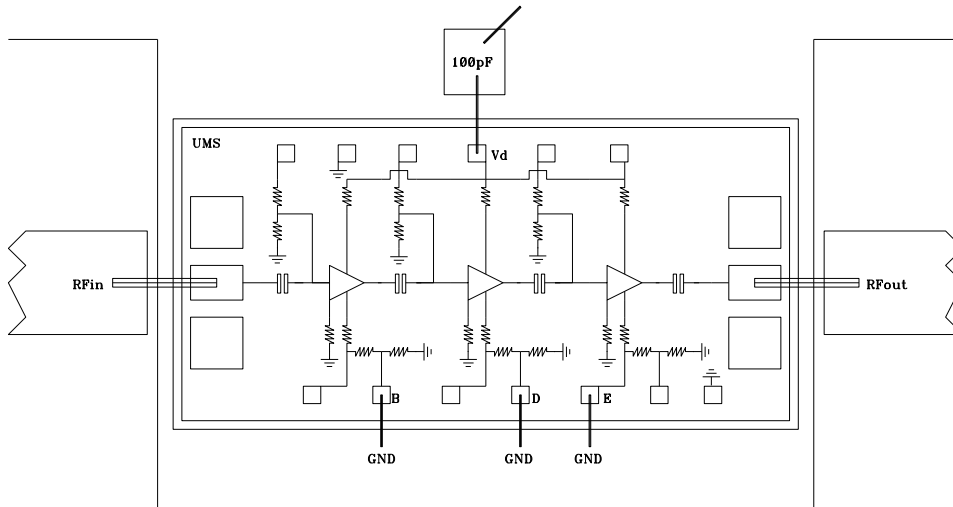 100pF
UMS
Vd
RFin
RFout
B
D
E
GND
GND
GND